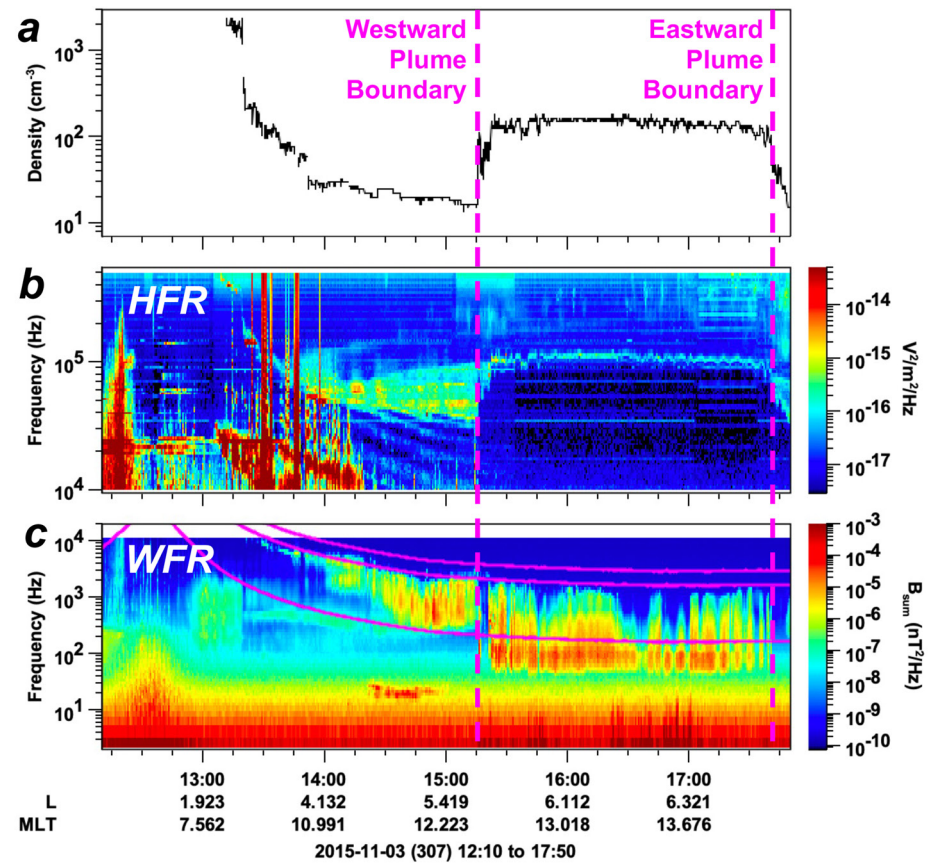 a
Westward
Plume
Boundary
Eastward
Plume
Boundary
Density (cm⁻³)
10³
10²
10¹
b
HFR
Frequency (Hz)
10⁵
10⁴
10⁻¹⁴
10⁻¹⁵
10⁻¹⁶
10⁻¹⁷
V²/m²/Hz
c
WFR
Frequency (Hz)
10⁴
10³
10²
10¹
10⁻³
10⁻⁴
10⁻⁵
10⁻⁶
10⁻⁷
10⁻⁸
10⁻⁹
10⁻¹⁰
B_sum (nT²/Hz)
13:00 14:00 15:00 16:00 17:00
L 1.923 4.132 5.419 6.112 6.321
MLT 7.562 10.991 12.223 13.018 13.676
2015-11-03 (307) 12:10 to 17:50